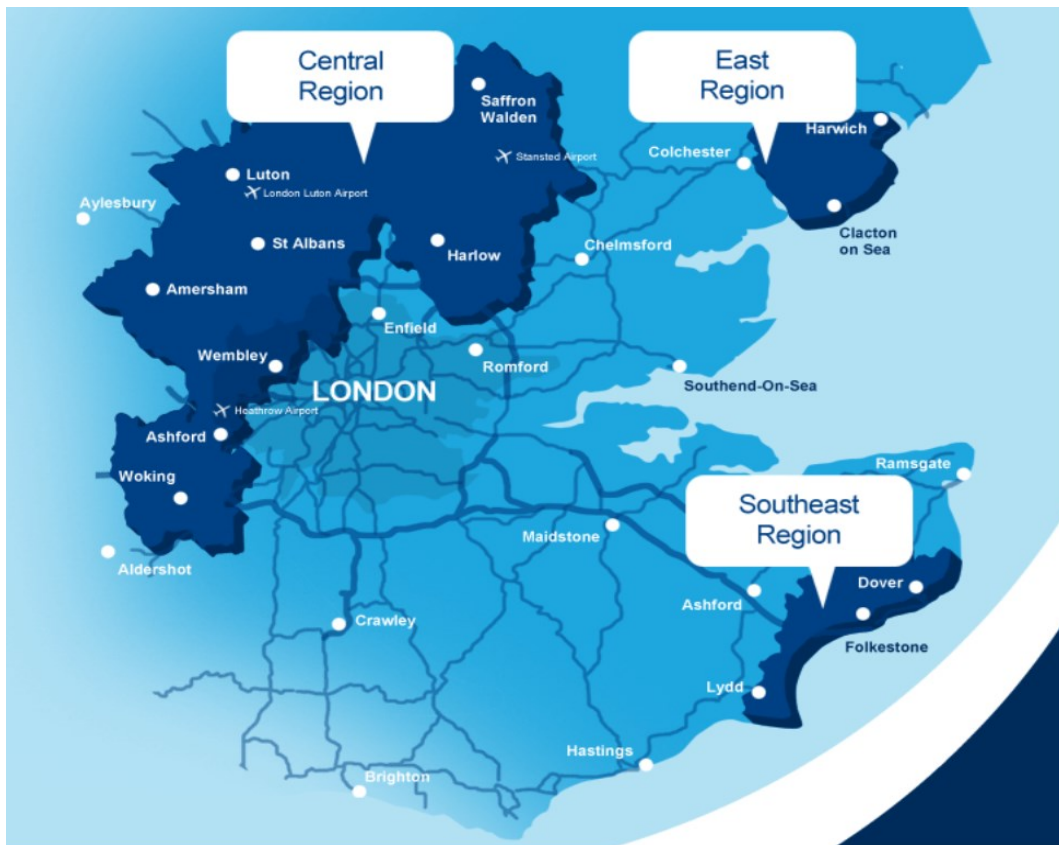 Central
Region
East
Region
Saffron
Walden
Harwich
Stansted Airport
Colchester
Luton
London Luton Airport
Aylesbury
Clacton
on Sea
St Albans
Harlow
Chelmsford
Amersham
Enfield
Wembley
Romford
LONDON
Southend-On-Sea
Heathrow Airport
Ashford
Ramsgate
Woking
Southeast
Region
Maidstone
Aldershot
Dover
Ashford
Crawley
Folkestone
Lydd
Hastings
Brighton